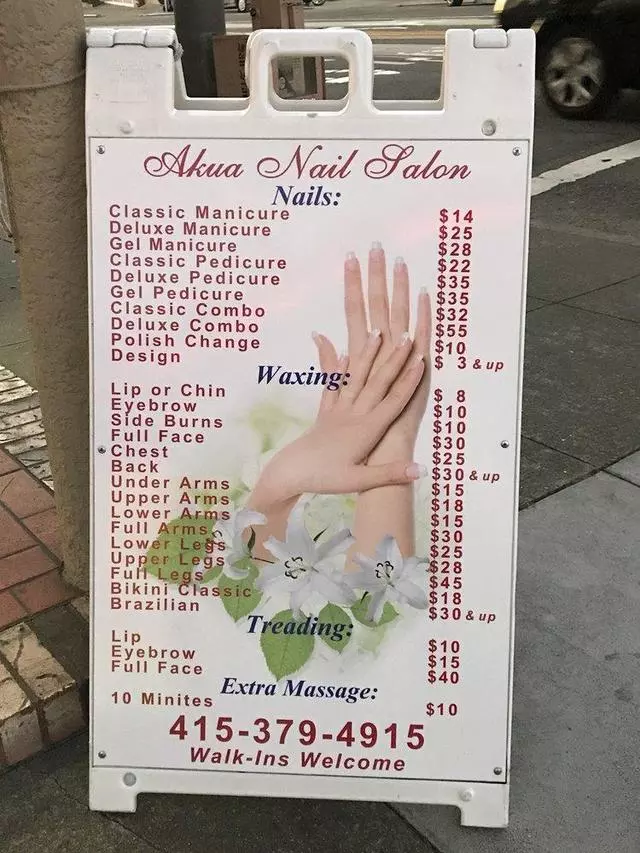 Akua Nail Salon
Nails:
Classic Manicure $14
Deluxe Manicure $25
Gel Manicure $28
Classic Pedicure $22
Deluxe Pedicure $35
Gel Pedicure $35
Classic Combo $32
Deluxe Combo $55
Polish Change $10
Design $ 3 & up
Waxing:
Lip or Chin $ 8
Eyebrow $10
Side Burns $10
Full Face $30
Chest $25
Back $30 & up
Under Arms $15
Upper Arms $18
Lower Arms $15
Full Arms $30
Lower Legs $25
Upper Legs $28
Full Legs $45
Bikini Classic $18
Brazilian $30 & up
Treading:
Lip $10
Eyebrow $15
Full Face $40
Extra Massage:
10 Minites $10
415-379-4915
Walk-Ins Welcome